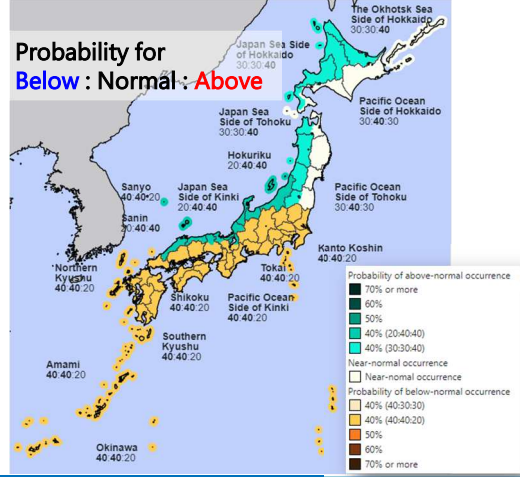 The Okhotsk Sea
Side of Hokkaido
30:30:40
Probability for
Below : Normal : Above
Japan Sea Side
of Hokkaido
30:30:40
Pacific Ocean
Side of Hokkaido
30:40:30
Japan Sea
Side of Tohoku
30:30:40
Hokuriku
20:40:40
Sanyo
40:40:20
Japan Sea
Side of Kinki
20:40:40
Pacific Ocean
Side of Tohoku
30:40:30
Sanin
20:40:40
Kanto Koshin
40:40:20
Northern
Kyushu
40:40:20
Tokai
40:40:20
Shikoku
40:40:20
Pacific Ocean
Side of Kinki
40:40:20
Southern
Kyushu
40:40:20
Amami
40:40:20
Okinawa
40:40:20
Probability of above-normal occurrence
70% or more
60%
50%
40% (20:40:40)
40% (30:30:40)
Near-normal occurrence
Near-nomal occurrence
Probability of below-normal occurrence
40% (40:30:30)
40% (40:40:20)
50%
60%
70% or more